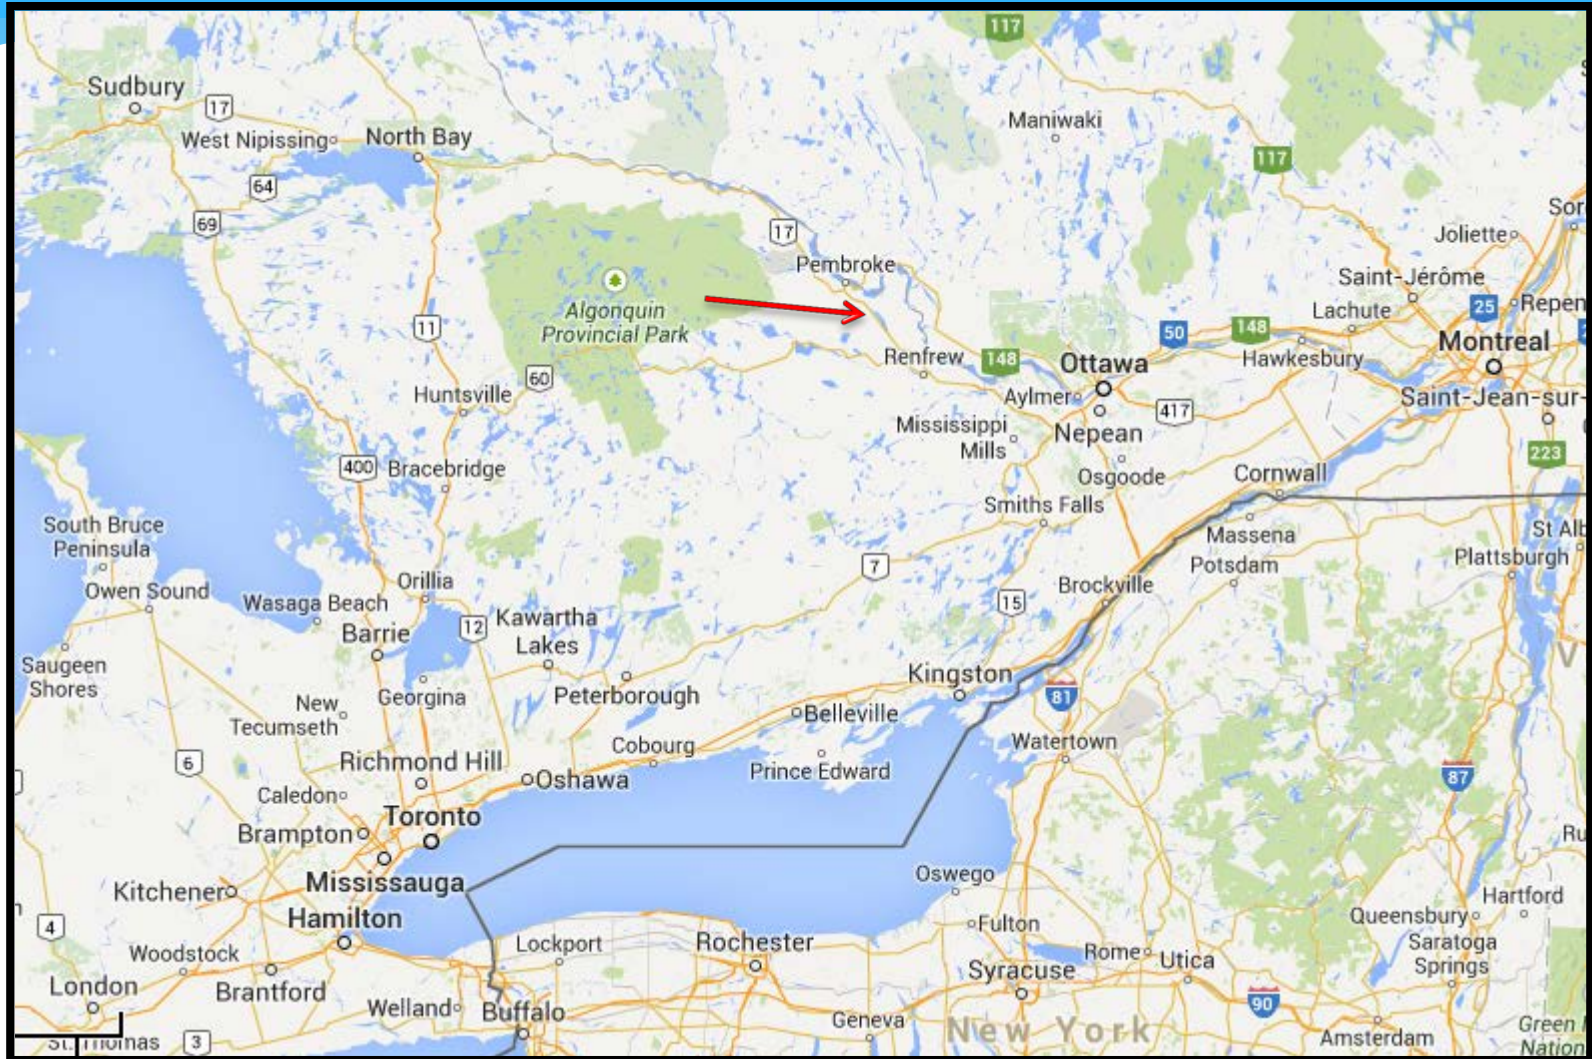 117
Sudbury
17
West Nipissing
North Bay
Maniwaki
117
64
69
17
Joliette
Pembroke
Saint-Jérôme
Algonquin
Provincial Park
Lachute
25
11
50
148
Renfrew
148
Ottawa
Hawkesbury
Montreal
60
Huntsville
Aylmer
417
Saint-Jean-sur-
Mississippi
Mills
Nepean
223
400
Bracebridge
Osgoode
Cornwall
Smiths Falls
South Bruce
Peninsula
Massena
Plattsburgh
7
Potsdam
Orillia
Brockville
Owen Sound
Wasaga Beach
15
Kawartha
Lakes
12
Barrie
Saugeen
Shores
Kingston
Georgina
Peterborough
81
New
Tecumseth
Belleville
Cobourg
Watertown
6
Richmond Hill
Oshawa
Prince Edward
87
Caledon
Toronto
Brampton
Oswego
Kitchener
Mississauga
Hartford
4
Hamilton
Fulton
Queensbury
Woodstock
Lockport
Rochester
Rome
Utica
Saratoga
Springs
London
Brantford
Syracuse
Welland
Buffalo
90
Geneva
New York
Amsterdam
Green
Nation
St. Thomas
3